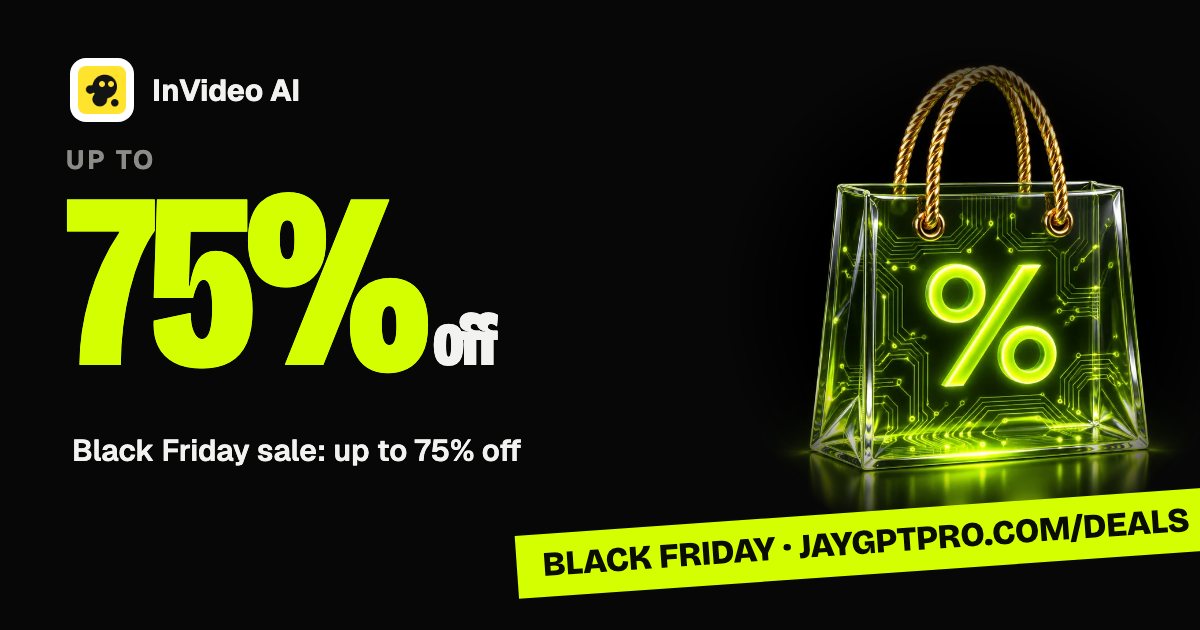 InVideo AI
UP TO
75% off
Black Friday sale: up to 75% off
%
BLACK FRIDAY · JAYGPTPRO.COM/DEALS